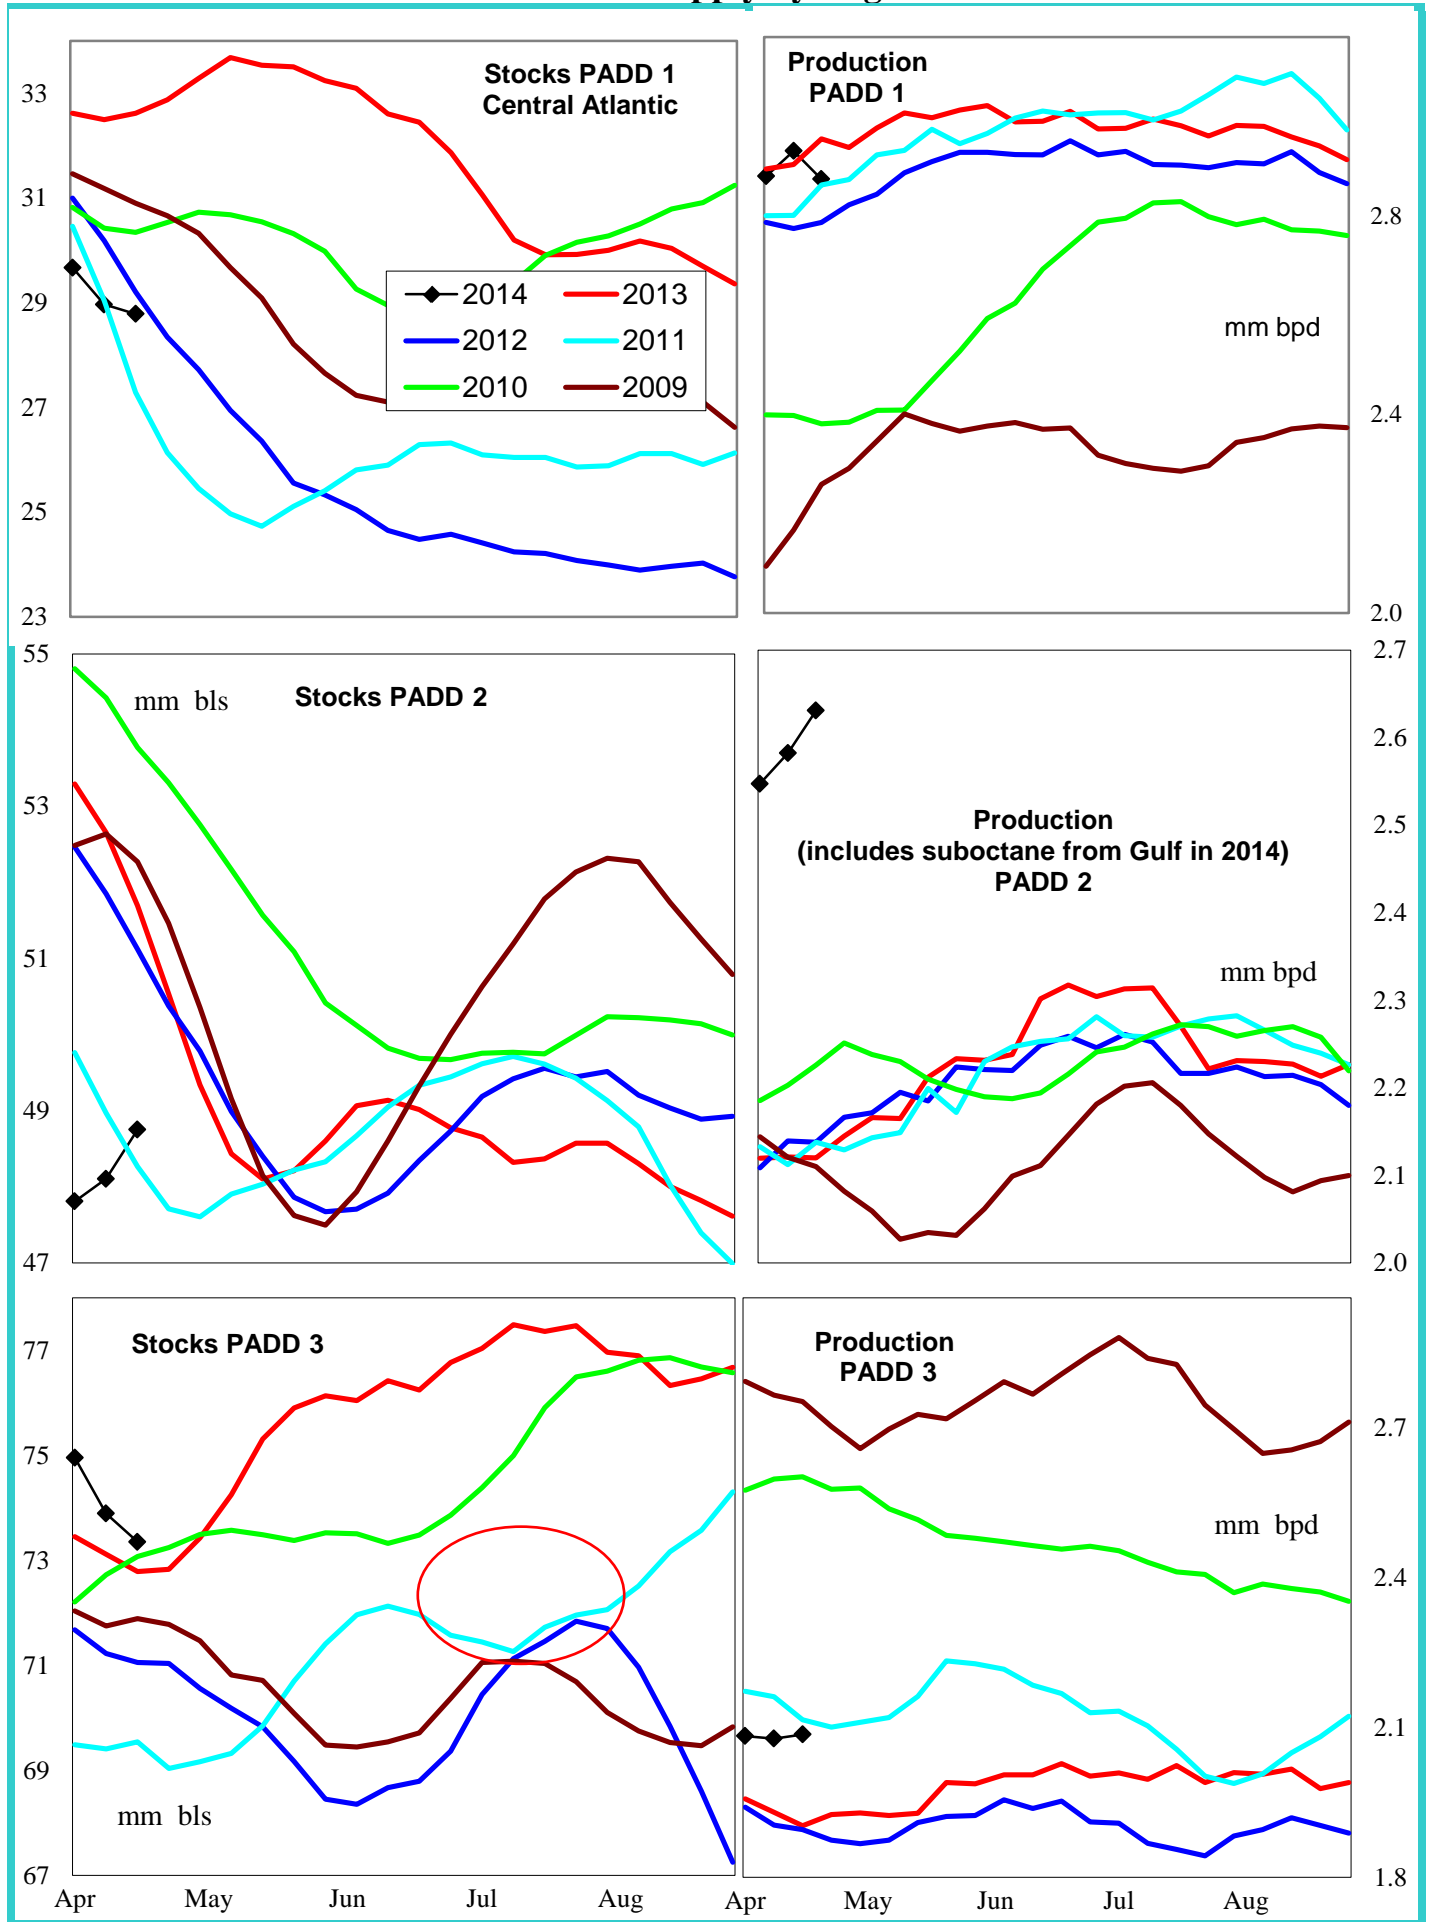 Stocks PADD 1
Central Atlantic
33
31
29
27
25
23
2014
2013
2012
2011
2010
2009
Production
PADD 1
mm bpd
2.8
2.4
2.0
55
53
51
49
47
mm bls
Stocks PADD 2
Production
(includes suboctane from Gulf in 2014)
PADD 2
mm bpd
2.7
2.6
2.5
2.4
2.3
2.2
2.1
2.0
77
75
73
71
69
67
Stocks PADD 3
mm bls
Apr
May
Jun
Jul
Aug
Production
PADD 3
mm bpd
2.7
2.4
2.1
1.8
Apr
May
Jun
Jul
Aug